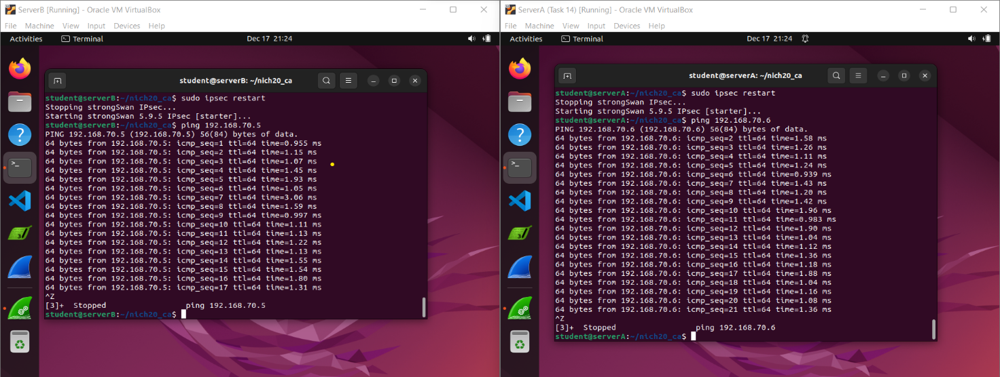 ServerB [Running] - Oracle VM VirtualBox
File Machine View Input Devices Help
Activities Terminal Dec 17 21:24
student@serverB: ~/nich20_ca
student@serverB:~/nich20_ca$ sudo ipsec restart
Stopping strongSwan IPsec...
Starting strongSwan 5.9.5 IPsec [starter]...
student@serverB:~/nich20_ca$ ping 192.168.70.5
PING 192.168.70.5 (192.168.70.5) 56(84) bytes of data.
64 bytes from 192.168.70.5: icmp_seq=1 ttl=64 time=0.955 ms
64 bytes from 192.168.70.5: icmp_seq=2 ttl=64 time=1.15 ms
64 bytes from 192.168.70.5: icmp_seq=3 ttl=64 time=1.07 ms
64 bytes from 192.168.70.5: icmp_seq=4 ttl=64 time=1.45 ms
64 bytes from 192.168.70.5: icmp_seq=5 ttl=64 time=1.93 ms
64 bytes from 192.168.70.5: icmp_seq=6 ttl=64 time=1.05 ms
64 bytes from 192.168.70.5: icmp_seq=7 ttl=64 time=3.06 ms
64 bytes from 192.168.70.5: icmp_seq=8 ttl=64 time=1.59 ms
64 bytes from 192.168.70.5: icmp_seq=9 ttl=64 time=0.997 ms
64 bytes from 192.168.70.5: icmp_seq=10 ttl=64 time=1.11 ms
64 bytes from 192.168.70.5: icmp_seq=11 ttl=64 time=1.13 ms
64 bytes from 192.168.70.5: icmp_seq=12 ttl=64 time=1.22 ms
64 bytes from 192.168.70.5: icmp_seq=13 ttl=64 time=1.13 ms
64 bytes from 192.168.70.5: icmp_seq=14 ttl=64 time=1.55 ms
64 bytes from 192.168.70.5: icmp_seq=15 ttl=64 time=1.54 ms
64 bytes from 192.168.70.5: icmp_seq=16 ttl=64 time=1.80 ms
64 bytes from 192.168.70.5: icmp_seq=17 ttl=64 time=1.31 ms
^Z
[3]+  Stopped                 ping 192.168.70.5
student@serverB:~/nich20_ca$
ServerA (Task 14) [Running] - Oracle VM VirtualBox
File Machine View Input Devices Help
Activities Terminal Dec 17 21:24
student@serverA: ~/nich20_ca
student@serverA:~/nich20_ca$ sudo ipsec restart
Stopping strongSwan IPsec...
Starting strongSwan 5.9.5 IPsec [starter]...
student@serverA:~/nich20_ca$ ping 192.168.70.6
PING 192.168.70.6 (192.168.70.6) 56(84) bytes of data.
64 bytes from 192.168.70.6: icmp_seq=2 ttl=64 time=1.58 ms
64 bytes from 192.168.70.6: icmp_seq=3 ttl=64 time=1.26 ms
64 bytes from 192.168.70.6: icmp_seq=4 ttl=64 time=1.11 ms
64 bytes from 192.168.70.6: icmp_seq=5 ttl=64 time=1.24 ms
64 bytes from 192.168.70.6: icmp_seq=6 ttl=64 time=0.939 ms
64 bytes from 192.168.70.6: icmp_seq=7 ttl=64 time=1.43 ms
64 bytes from 192.168.70.6: icmp_seq=8 ttl=64 time=1.20 ms
64 bytes from 192.168.70.6: icmp_seq=9 ttl=64 time=1.42 ms
64 bytes from 192.168.70.6: icmp_seq=10 ttl=64 time=1.96 ms
64 bytes from 192.168.70.6: icmp_seq=11 ttl=64 time=0.983 ms
64 bytes from 192.168.70.6: icmp_seq=12 ttl=64 time=1.90 ms
64 bytes from 192.168.70.6: icmp_seq=13 ttl=64 time=1.04 ms
64 bytes from 192.168.70.6: icmp_seq=14 ttl=64 time=1.12 ms
64 bytes from 192.168.70.6: icmp_seq=15 ttl=64 time=1.36 ms
64 bytes from 192.168.70.6: icmp_seq=16 ttl=64 time=1.18 ms
64 bytes from 192.168.70.6: icmp_seq=17 ttl=64 time=1.88 ms
64 bytes from 192.168.70.6: icmp_seq=18 ttl=64 time=1.04 ms
64 bytes from 192.168.70.6: icmp_seq=19 ttl=64 time=1.16 ms
64 bytes from 192.168.70.6: icmp_seq=20 ttl=64 time=1.08 ms
64 bytes from 192.168.70.6: icmp_seq=21 ttl=64 time=1.36 ms
^Z
[3]+  Stopped                 ping 192.168.70.6
student@serverA:~/nich20_ca$